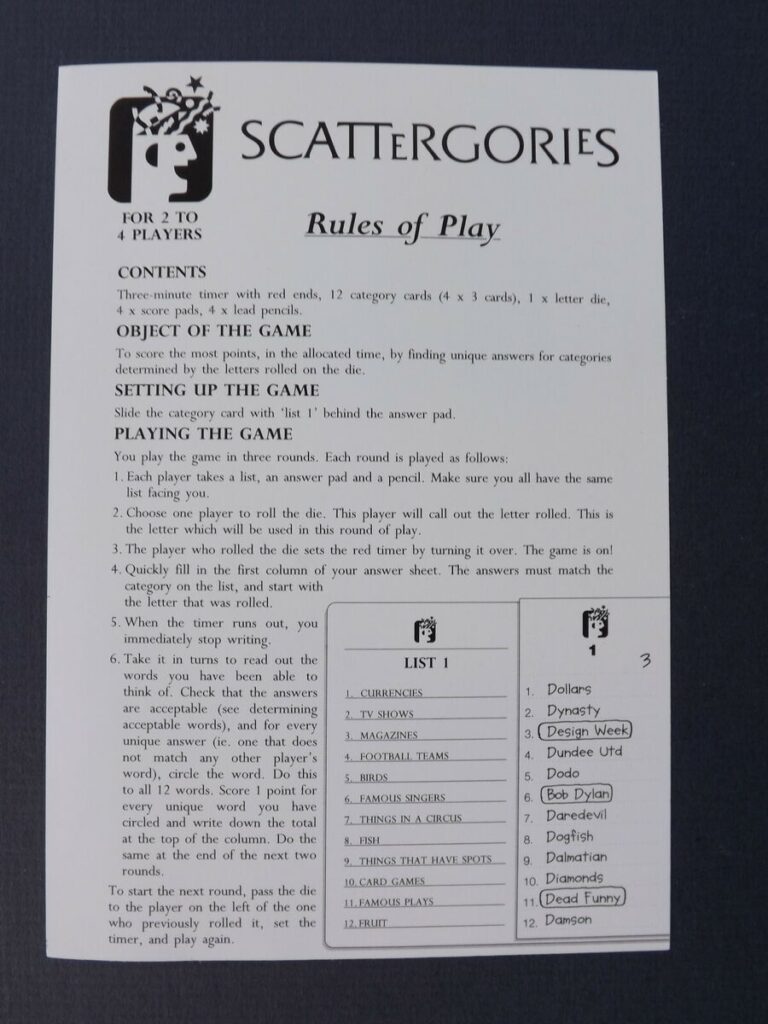 SCATTERGORIES
FOR 2 TO
4 PLAYERS
Rules of Play
CONTENTS
Three-minute timer with red ends, 12 category cards (4 x 3 cards), 1 x letter die,
4 x score pads, 4 x lead pencils.
OBJECT OF THE GAME
To score the most points, in the allocated time, by finding unique answers for categories
determined by the letters rolled on the die.
SETTING UP THE GAME
Slide the category card with 'list 1' behind the answer pad.
PLAYING THE GAME
You play the game in three rounds. Each round is played as follows:
1. Each player takes a list, an answer pad and a pencil. Make sure you all have the same
list facing you.
2. Choose one player to roll the die. This player will call out the letter rolled. This is
the letter which will be used in this round of play.
3. The player who rolled the die sets the red timer by turning it over. The game is on!
4. Quickly fill in the first column of your answer sheet. The answers must match the
category on the list, and start with
the letter that was rolled.
5. When the timer runs out, you
immediately stop writing.
6. Take it in turns to read out the
words you have been able to
think of. Check that the answers
are acceptable (see determining
acceptable words), and for every
unique answer (ie. one that does
not match any other player's
word), circle the word. Do this
to all 12 words. Score 1 point for
every unique word you have
circled and write down the total
at the top of the column. Do the
same at the end of the next two
rounds.
To start the next round, pass the die
to the player on the left of the one
who previously rolled it, set the
timer, and play again.
LIST 1
1. CURRENCIES
2. TV SHOWS
3. MAGAZINES
4. FOOTBALL TEAMS
5. BIRDS
6. FAMOUS SINGERS
7. THINGS IN A CIRCUS
8. FISH
9. THINGS THAT HAVE SPOTS
10. CARD GAMES
11. FAMOUS PLAYS
12. FRUIT
1
3
1. Dollars
2. Dynasty
3. Design Week
4. Dundee Utd
5. Dodo
6. Bob Dylan
7. Daredevil
8. Dogfish
9. Dalmatian
10. Diamonds
11. Dead Funny
12. Damson